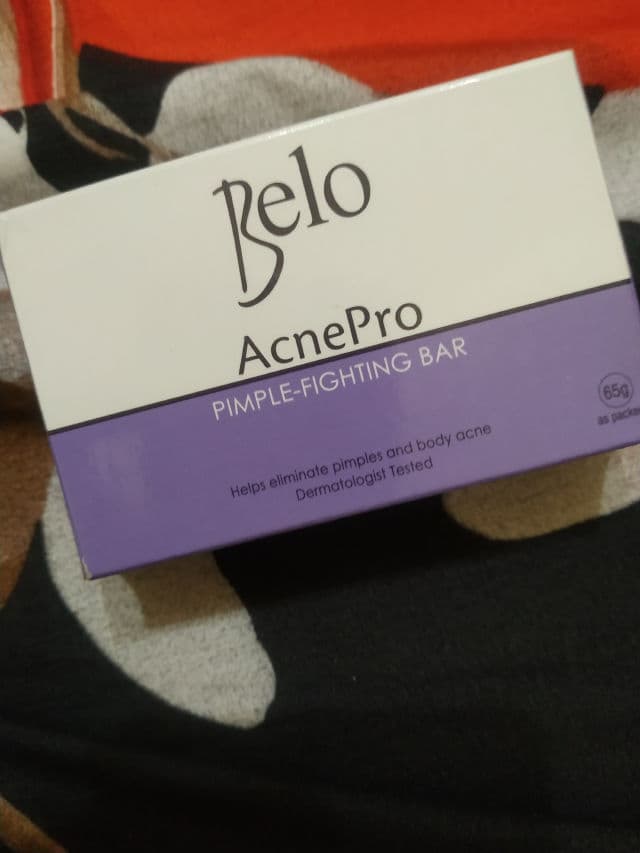 Belo
AcnePro
PIMPLE-FIGHTING BAR
65g
as packed
Helps eliminate pimples and body acne
Dermatologist Tested